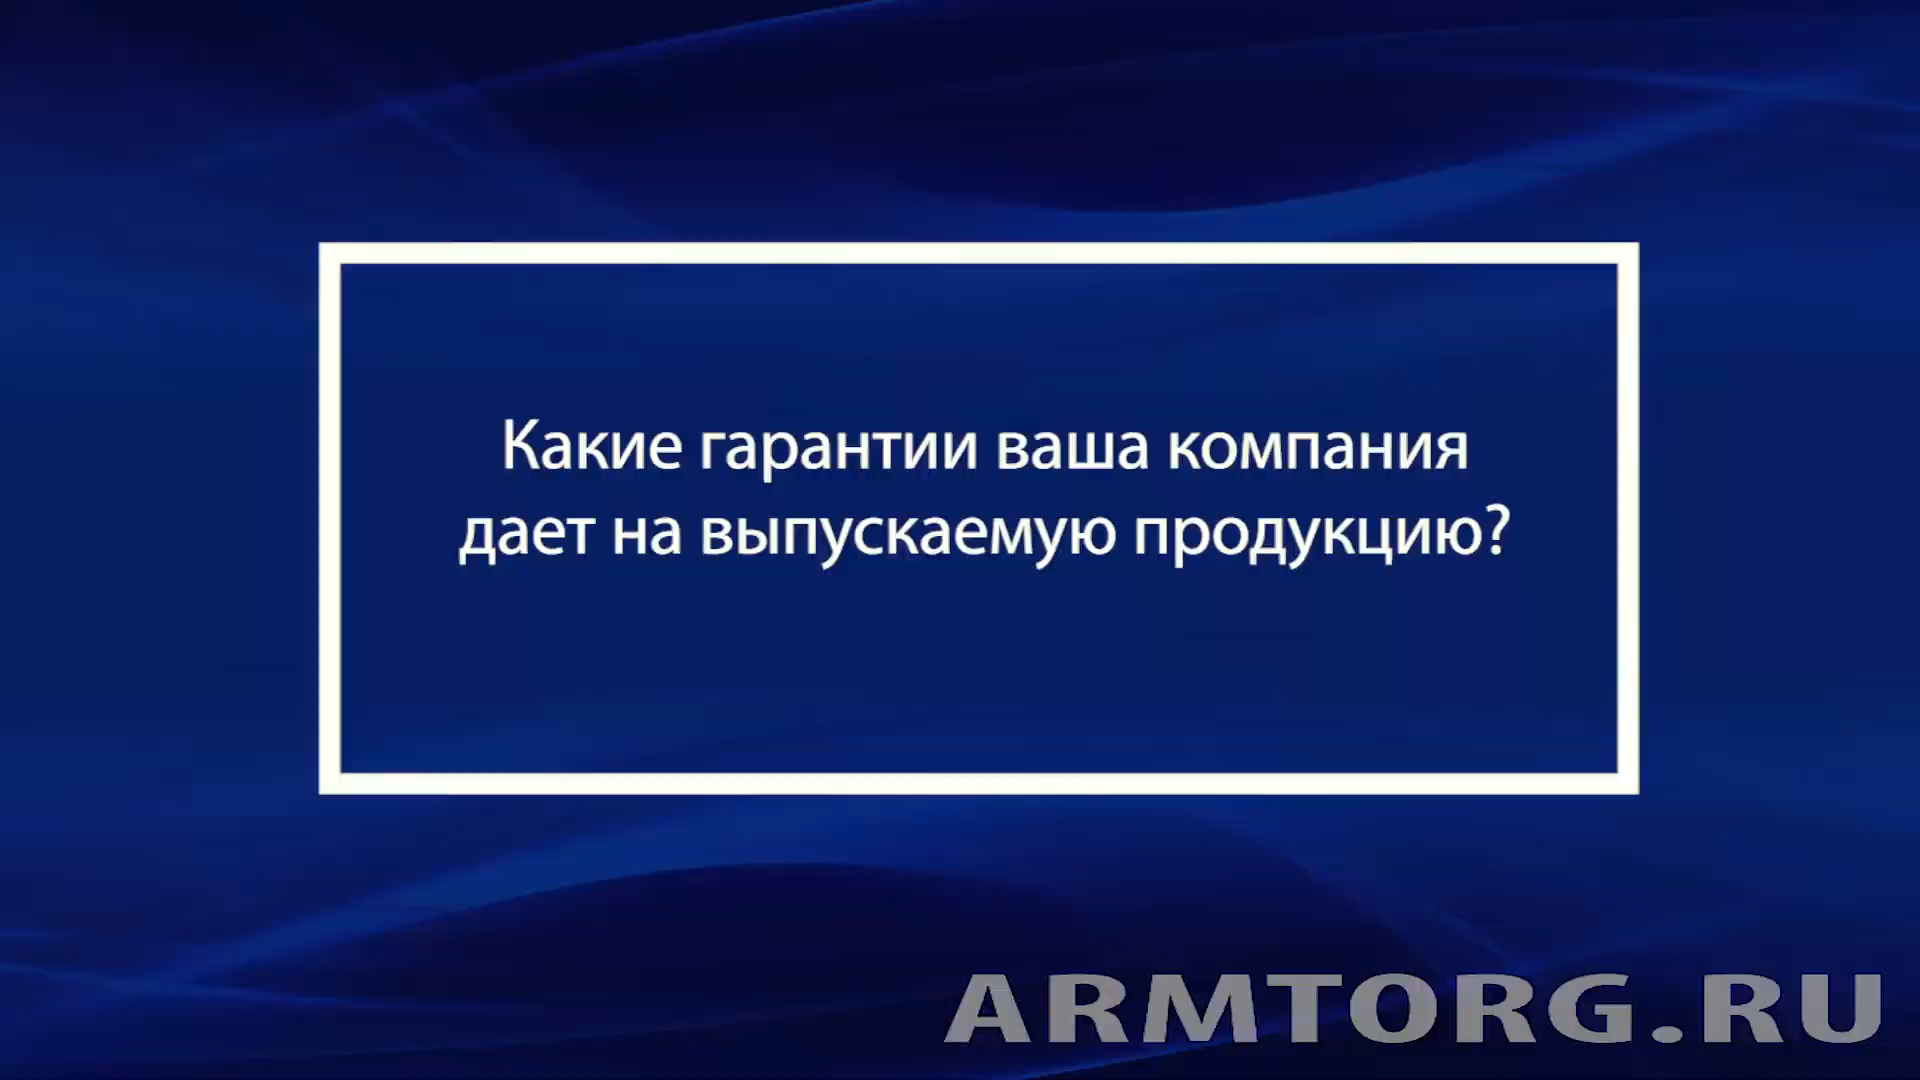 Какие гарантии ваша компания
дает на выпускаемую продукцию?
ARMTORG.RU